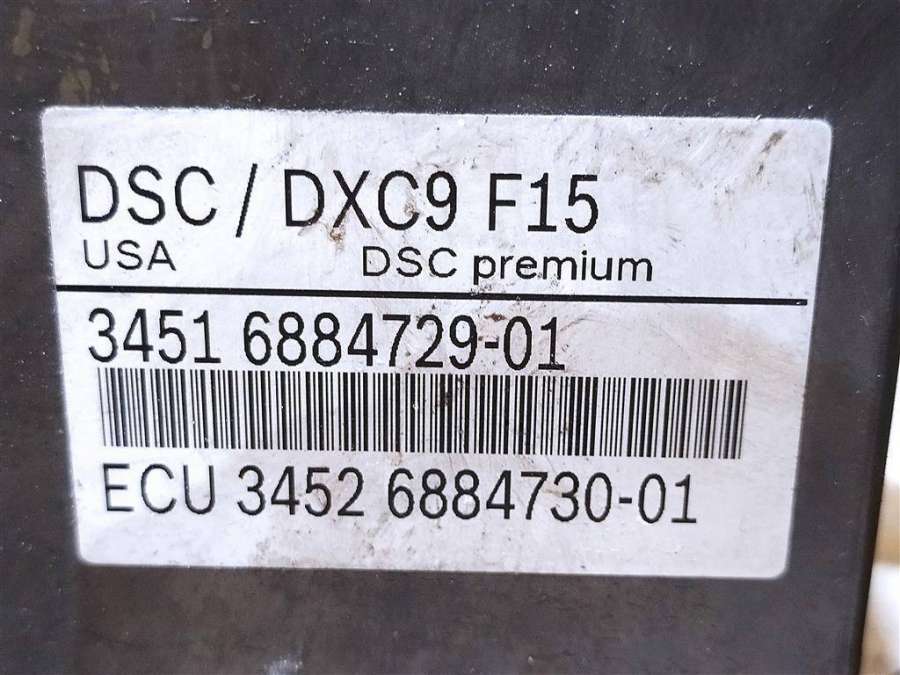 DSC / DXC9 F15
USA DSC premium
3451 6884729-01
ECU 3452 6884730-01